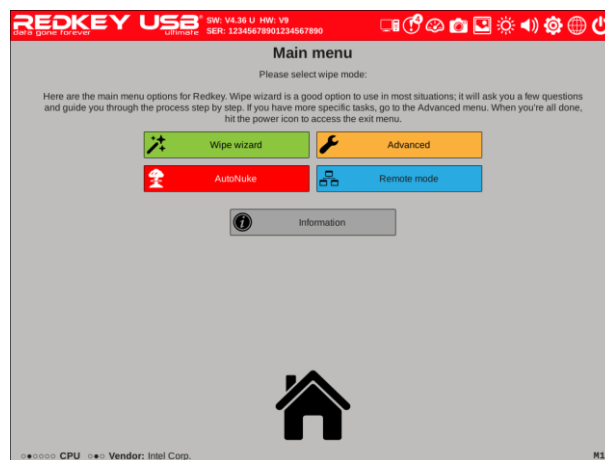 REDKEY USB®
data gone forever
ultimate
SW: V4.36 U HW: V9
SER: 12345678901234567890
Main menu
Please select wipe mode:
Here are the main menu options for Redkey. Wipe wizard is a good option to use in most situations; it will ask you a few questions
and guide you through the process step by step. If you have more specific tasks, go to the Advanced menu. When you're all done,
hit the power icon to access the exit menu.
Wipe wizard
Advanced
AutoNuke
Remote mode
Information
CPU Vendor: Intel Corp.
M1